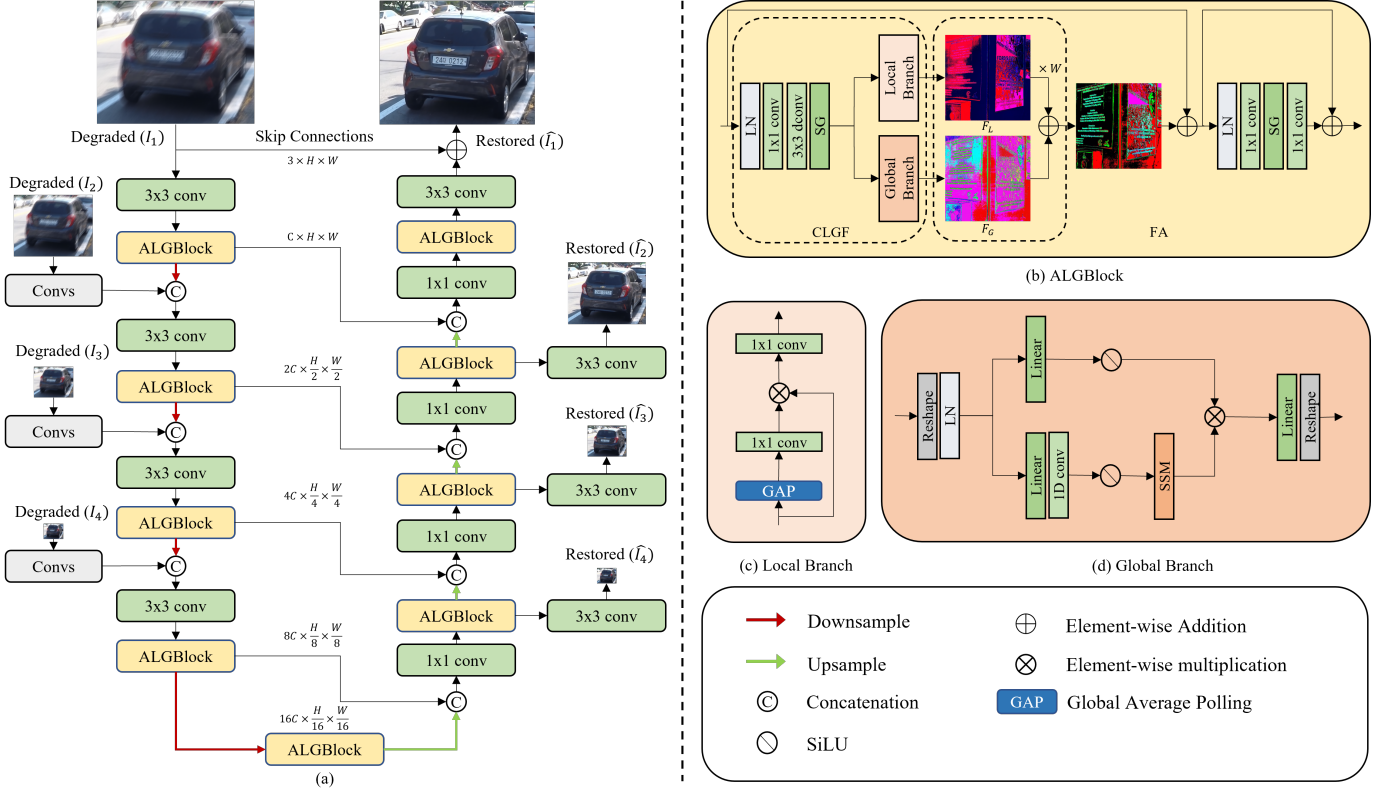 Degraded (I₁)
Skip Connections
3 × H × W
Restored (Î₁)
Degraded (I₂)
3x3 conv
3x3 conv
ALGBlock
C × H × W
ALGBlock
Restored (Î₂)
Convs
C
1x1 conv
C
3x3 conv
Degraded (I₃)
ALGBlock
2C × H/2 × W/2
ALGBlock
3x3 conv
Convs
C
1x1 conv
Restored (Î₃)
C
3x3 conv
4C × H/4 × W/4
ALGBlock
3x3 conv
Degraded (I₄)
ALGBlock
1x1 conv
Restored (Î₄)
Convs
C
C
3x3 conv
ALGBlock
3x3 conv
8C × H/8 × W/8
ALGBlock
1x1 conv
C
16C × H/16 × W/16
ALGBlock
(a)
LN
1x1 conv
3x3 dconv
SG
Local
Branch
Global
Branch
CLGF
F_L
F_G
× W
FA
LN
1x1 conv
SG
1x1 conv
(b) ALGBlock
1x1 conv
1x1 conv
GAP
(c) Local Branch
Reshape
LN
Linear
Linear
1D conv
SSM
Linear
Reshape
(d) Global Branch
Downsample
Element-wise Addition
Upsample
Element-wise multiplication
C
Concatenation
GAP
Global Average Polling
SiLU